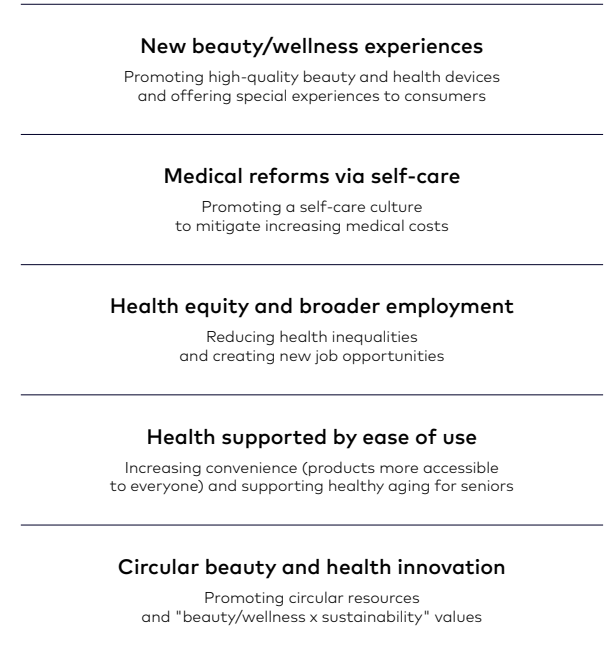 New beauty/wellness experiences
Promoting high-quality beauty and health devices
and offering special experiences to consumers
Medical reforms via self-care
Promoting a self-care culture
to mitigate increasing medical costs
Health equity and broader employment
Reducing health inequalities
and creating new job opportunities
Health supported by ease of use
Increasing convenience (products more accessible
to everyone) and supporting healthy aging for seniors
Circular beauty and health innovation
Promoting circular resources
and "beauty/wellness x sustainability" values